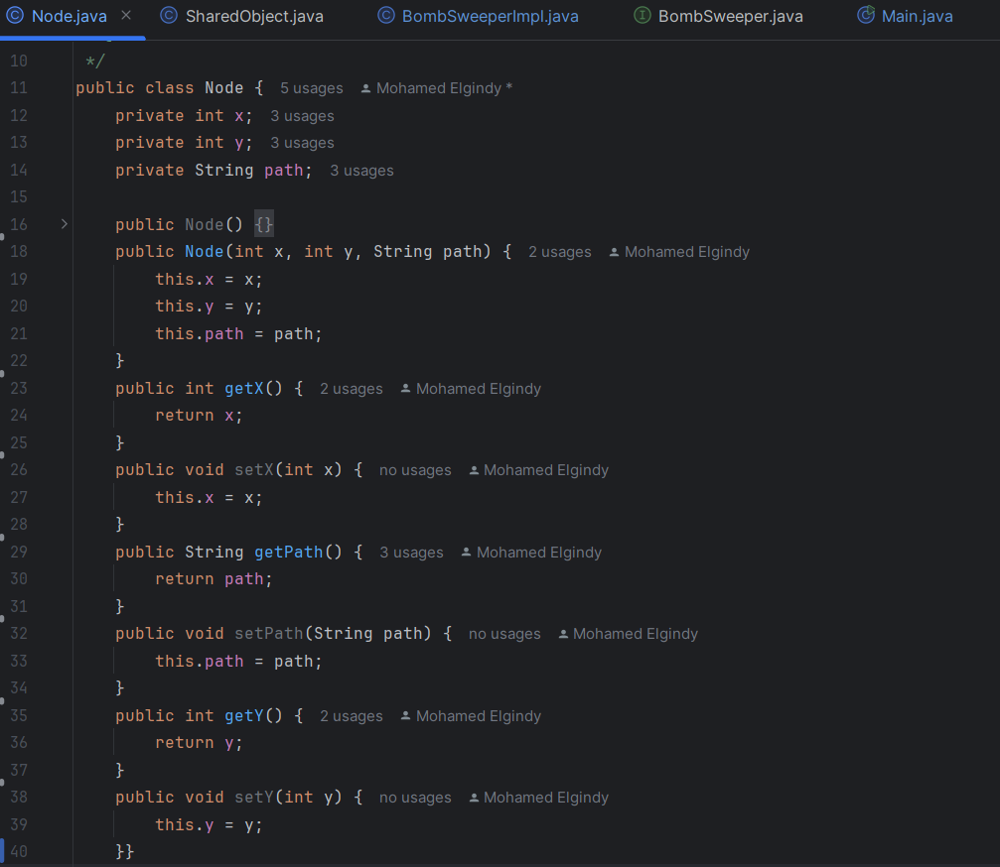 Node.java SharedObject.java BombSweeperImpl.java BombSweeper.java Main.java
10 */
11 public class Node { 5 usages Mohamed Elgindy *
12 private int x; 3 usages
13 private int y; 3 usages
14 private String path; 3 usages
15
16 public Node() {}
18 public Node(int x, int y, String path) { 2 usages Mohamed Elgindy
19 this.x = x;
20 this.y = y;
21 this.path = path;
22 }
23 public int getX() { 2 usages Mohamed Elgindy
24 return x;
25 }
26 public void setX(int x) { no usages Mohamed Elgindy
27 this.x = x;
28 }
29 public String getPath() { 3 usages Mohamed Elgindy
30 return path;
31 }
32 public void setPath(String path) { no usages Mohamed Elgindy
33 this.path = path;
34 }
35 public int getY() { 2 usages Mohamed Elgindy
36 return y;
37 }
38 public void setY(int y) { no usages Mohamed Elgindy
39 this.y = y;
40 }}